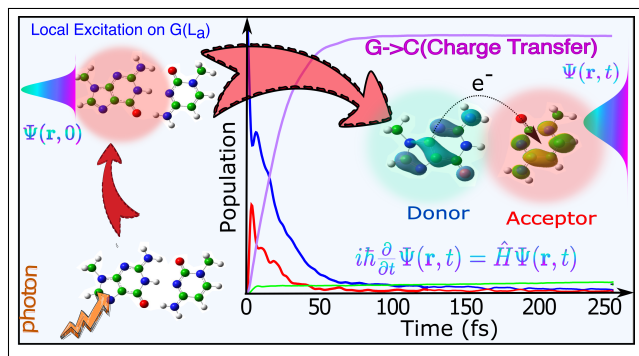 Local Excitation on G(Lₐ)
G->C(Charge Transfer)
Ψ(r, t)
e⁻
Ψ(r, 0)
Population
Donor
Acceptor
iħ ∂/∂t Ψ(r, t) = ĤΨ(r, t)
photon
0 50 100 150 200 250
Time (fs)